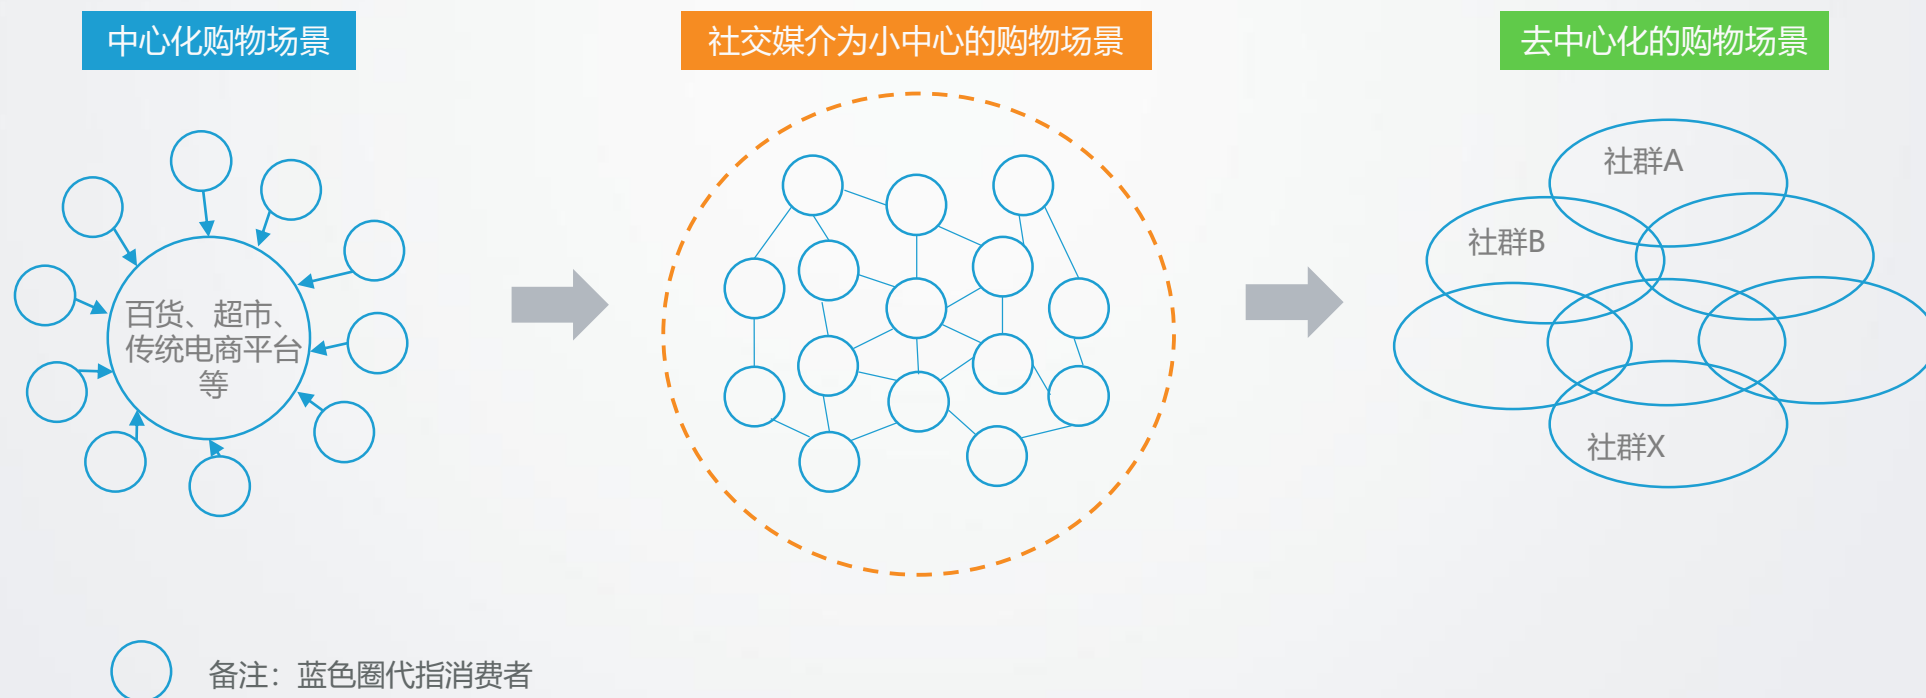 中心化购物场景
社交媒介为小中心的购物场景
去中心化的购物场景
百货、超市、
传统电商平台
等
社群A
社群B
社群X
备注：蓝色圈代指消费者